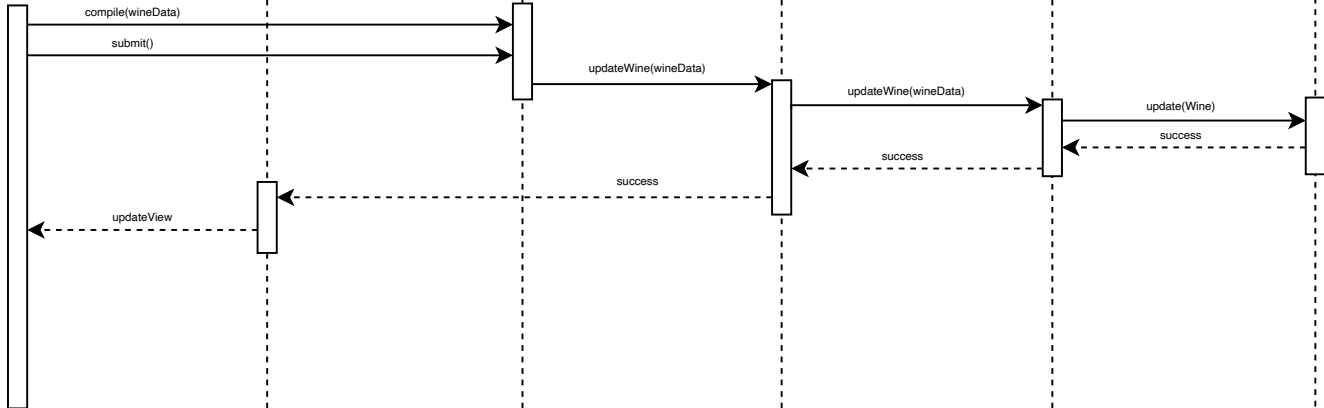 compile(wineData)
submit()
updateWine(wineData)
updateWine(wineData)
update(Wine)
success
success
success
updateView